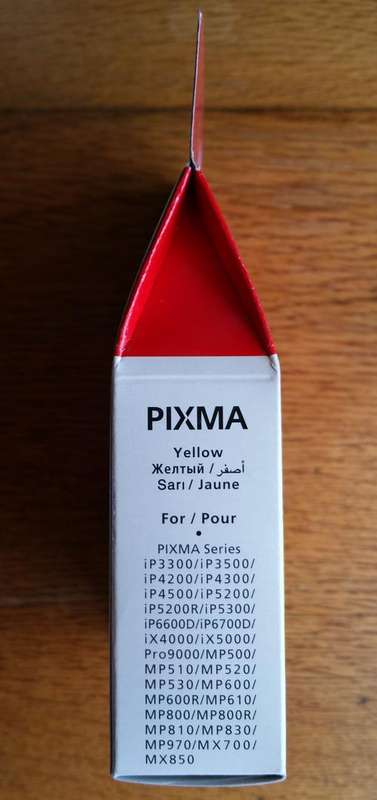 PIXMA
Yellow
Желтый / أصفر
Sarı / Jaune
For / Pour
•
PIXMA Series
iP3300/iP3500/
iP4200/iP4300/
iP4500/iP5200/
iP5200R/iP5300/
iP6600D/iP6700D/
iX4000/iX5000/
Pro9000/MP500/
MP510/MP520/
MP530/MP600/
MP600R/MP610/
MP800/MP800R/
MP810/MP830/
MP970/MX700/
MX850